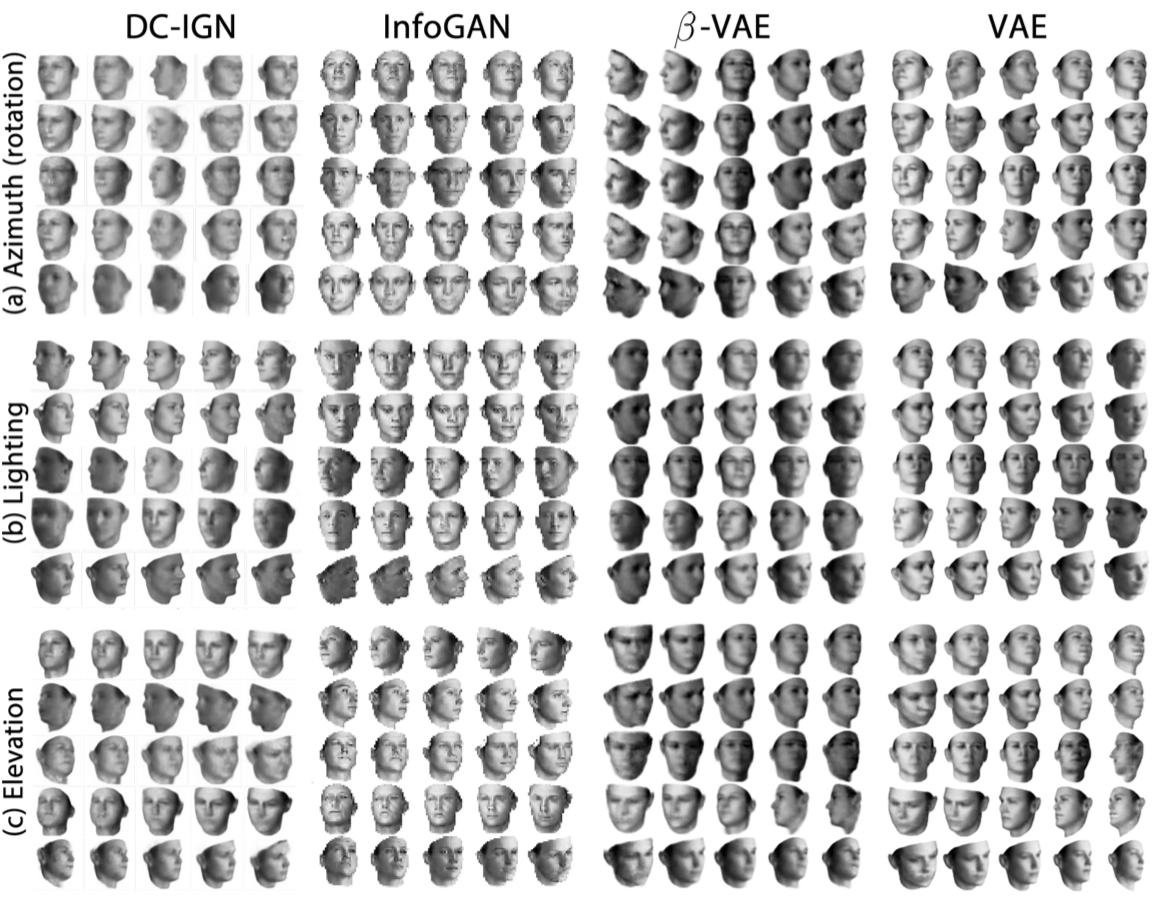 DC-IGN InfoGAN β-VAE VAE
(a) Azimuth (rotation)
(b) Lighting
(c) Elevation